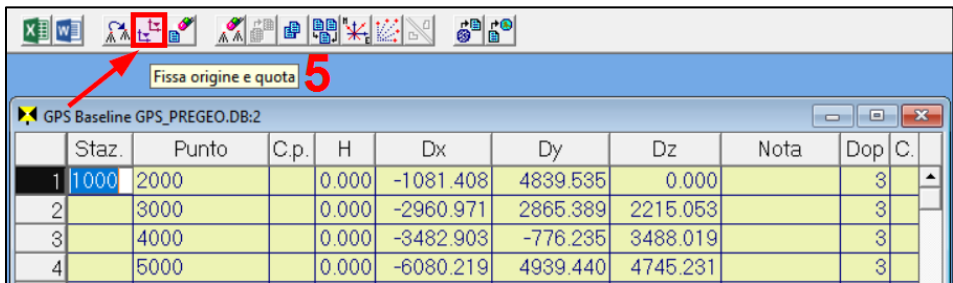 Fissa origine e quota 5
GPS Baseline GPS_PREGEO.DB:2
Staz. Punto C.p. H Dx Dy Dz Nota Dop C.
1 1000 2000 0.000 -1081.408 4839.535 0.000 3
2 3000 0.000 -2960.971 2865.389 2215.053 3
3 4000 0.000 -3482.903 -776.235 3488.019 3
4 5000 0.000 -6080.219 4939.440 4745.231 3